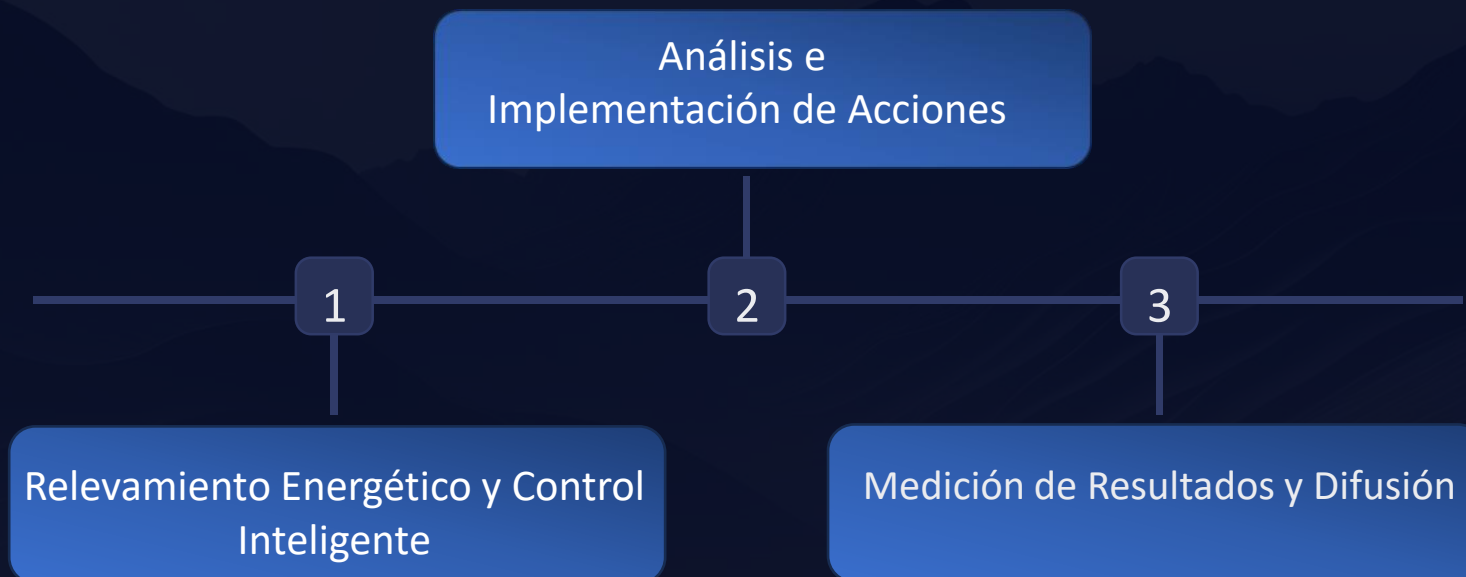 Análisis e
Implementación de Acciones
1
2
3
Relevamiento Energético y Control
Inteligente
Medición de Resultados y Difusión